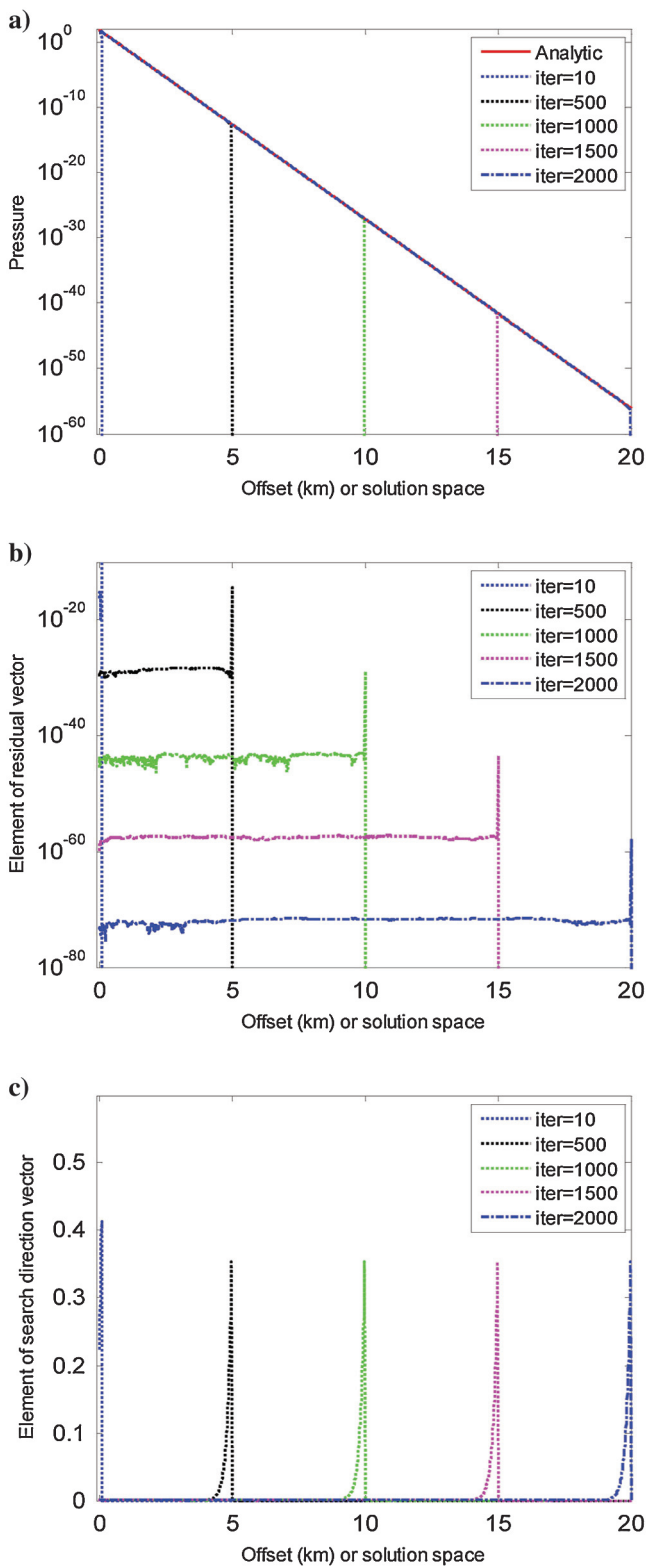 a)
10^0
10^-10
10^-20
10^-30
10^-40
10^-50
10^-60
Pressure
Analytic
iter=10
iter=500
iter=1000
iter=1500
iter=2000
0 5 10 15 20
Offset (km) or solution space
b)
10^-20
10^-40
10^-60
10^-80
Element of residual vector
iter=10
iter=500
iter=1000
iter=1500
iter=2000
0 5 10 15 20
Offset (km) or solution space
c)
0.5
0.4
0.3
0.2
0.1
0
Element of search direction vector
iter=10
iter=500
iter=1000
iter=1500
iter=2000
0 5 10 15 20
Offset (km) or solution space